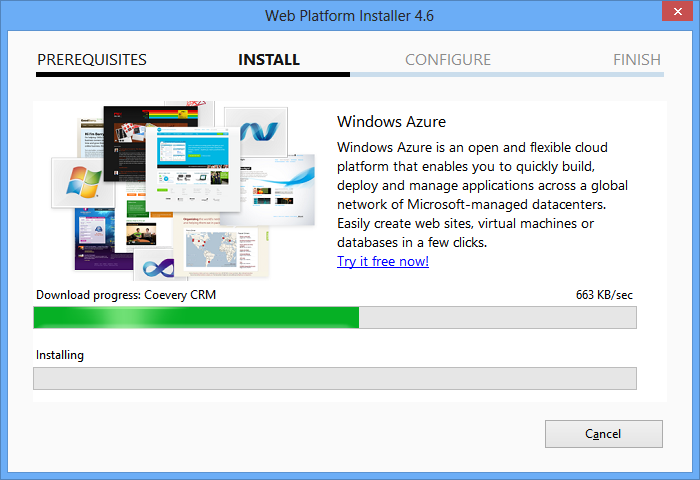 Web Platform Installer 4.6
PREREQUISITES INSTALL CONFIGURE FINISH
Windows Azure
Windows Azure is an open and flexible cloud
platform that enables you to quickly build,
deploy and manage applications across a global
network of Microsoft-managed datacenters.
Easily create web sites, virtual machines or
databases in a few clicks.
Try it free now!
Download progress: Coevery CRM 663 KB/sec
Installing
Cancel